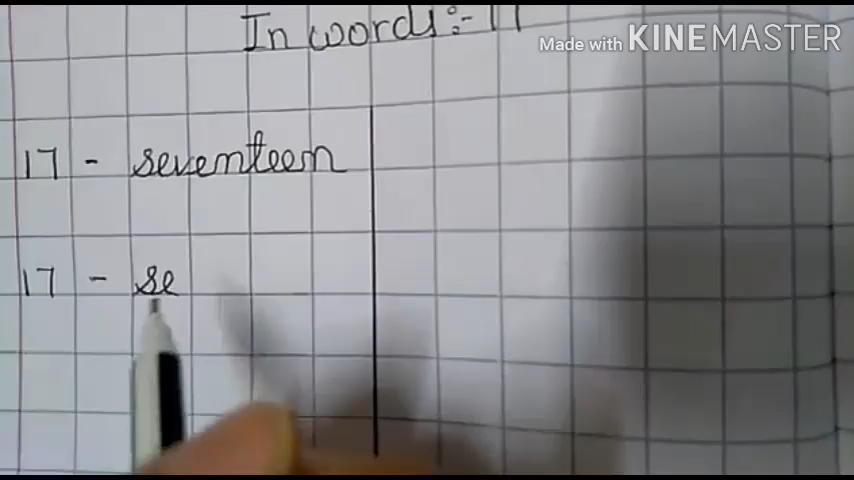 In words:- 17
Made with KINEMASTER
17 - seventeen
17 - se